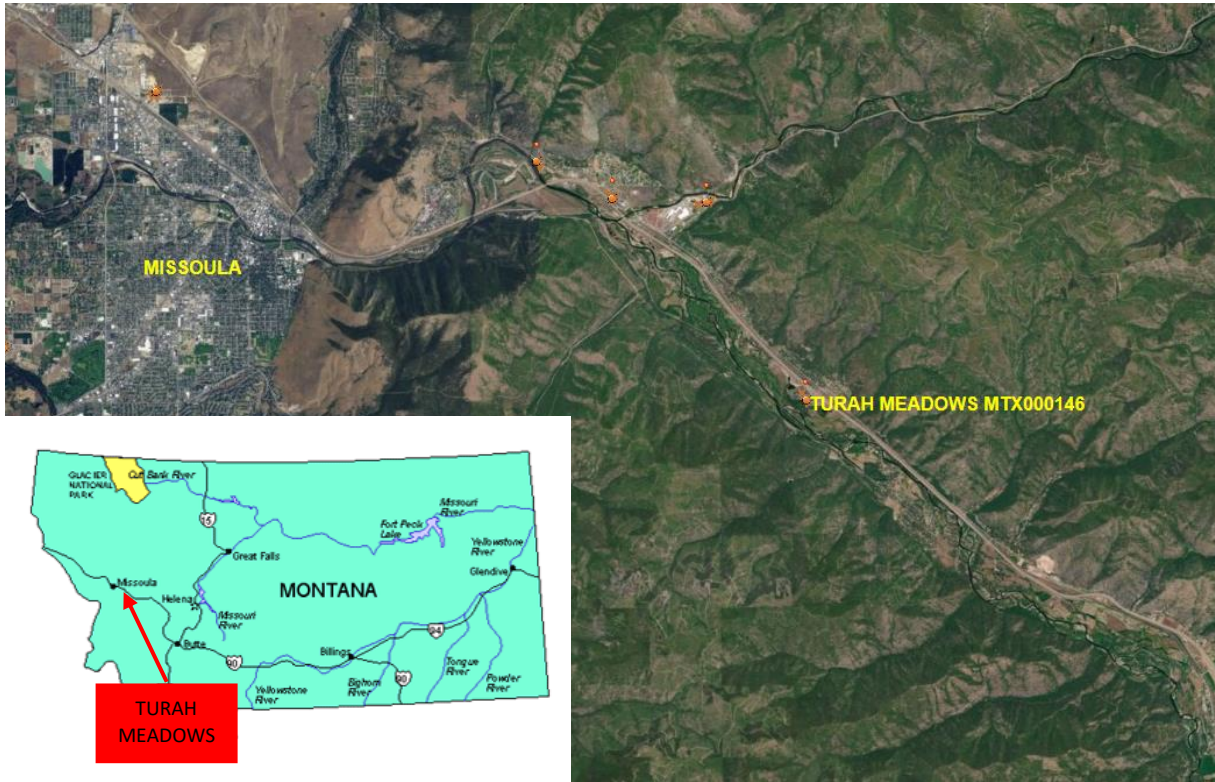 MISSOULA
TURAH MEADOWS MTX000146
GLACIER
NATIONAL
PARK
Cut Bank River
15
Great Falls
Missouri
River
Fort Peck
Lake
Yellowstone
River
Glendive
Missoula
Helena
MONTANA
Missouri
River
Butte
90
Billings
94
90
Yellowstone
River
Bighorn
River
Tongue
River
Powder
River
TURAH
MEADOWS